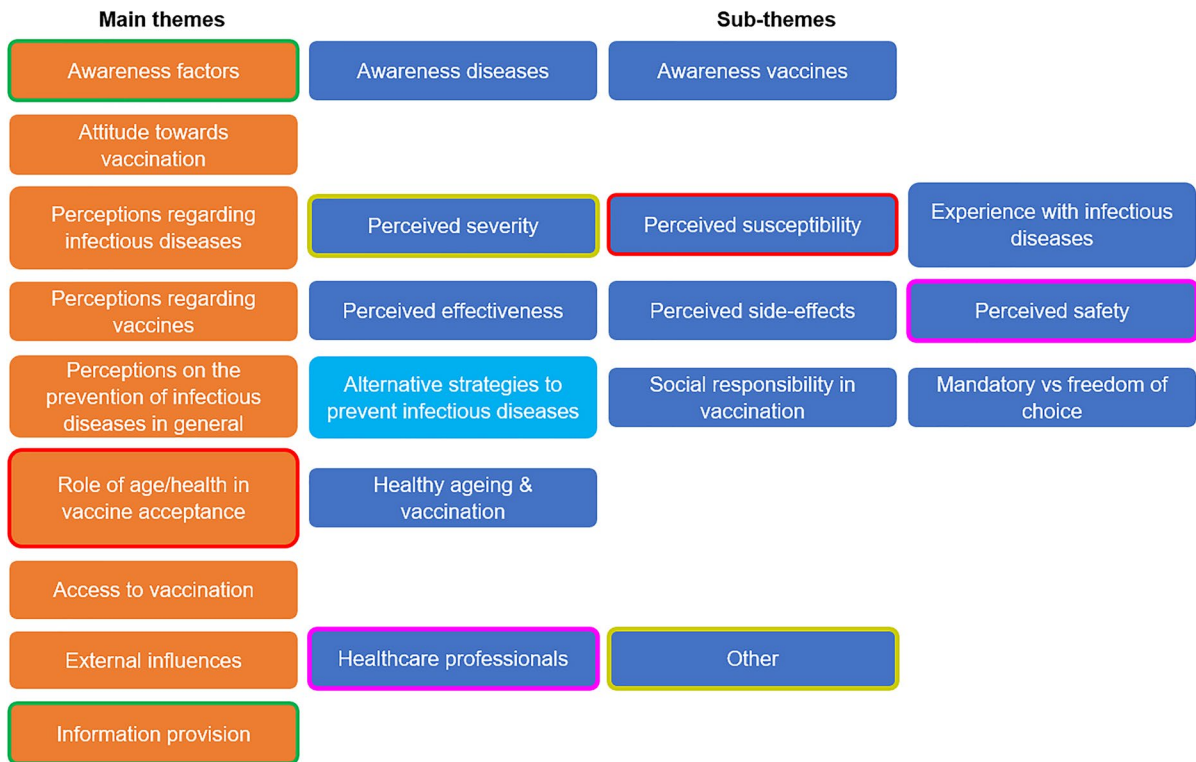 Main themes
Sub-themes
Awareness factors
Awareness diseases
Awareness vaccines
Attitude towards
vaccination
Perceptions regarding
infectious diseases
Perceived severity
Perceived susceptibility
Experience with infectious
diseases
Perceptions regarding
vaccines
Perceived effectiveness
Perceived side-effects
Perceived safety
Perceptions on the
prevention of infectious
diseases in general
Alternative strategies to
prevent infectious diseases
Social responsibility in
vaccination
Mandatory vs freedom of
choice
Role of age/health in
vaccine acceptance
Healthy ageing &
vaccination
Access to vaccination
External influences
Healthcare professionals
Other
Information provision